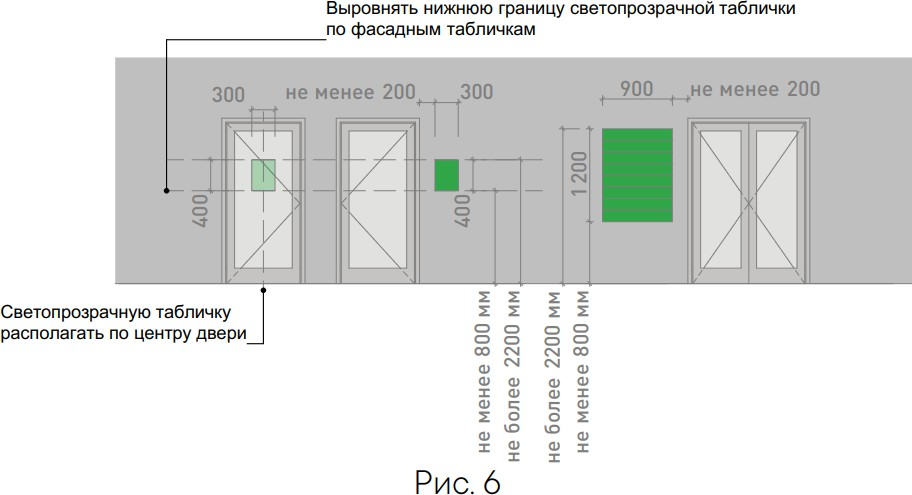 Выровнять нижнюю границу светопрозрачной таблички
по фасадным табличкам
300
не менее 200
300
900
не менее 200
400
400
1 200
Светопрозрачную табличку
располагать по центру двери
не менее 800 мм
не более 2200 мм
не более 2200 мм
не менее 800 мм
Рис. 6